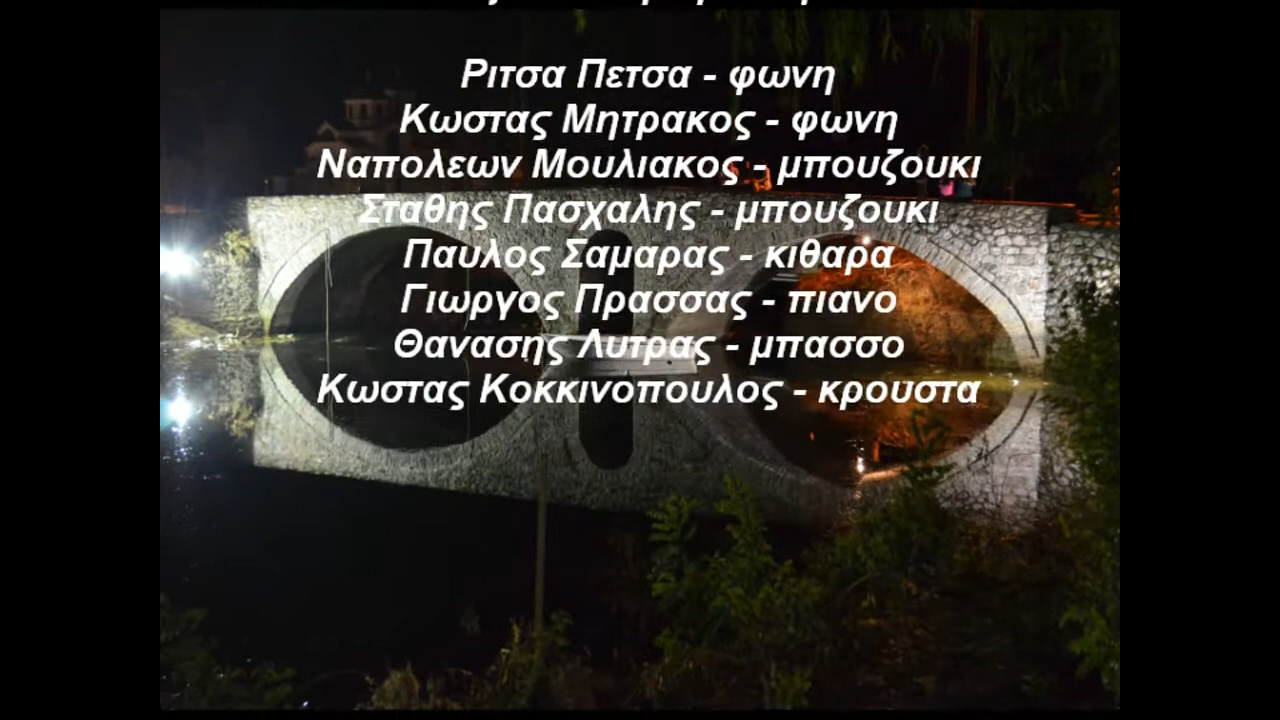 Ριτσα Πετσα - φωνη
Κωστας Μητρακος - φωνη
Ναπολεων Μουλιακος - μπουζουκι
Σταθης Πασχαλης - μπουζουκι
Παυλος Σαμαρας - κιθαρα
Γιωργος Πρασσας - πιανο
Θανασης Λυτρας - μπασσο
Κωστας Κοκκινοπουλος - κρουστα